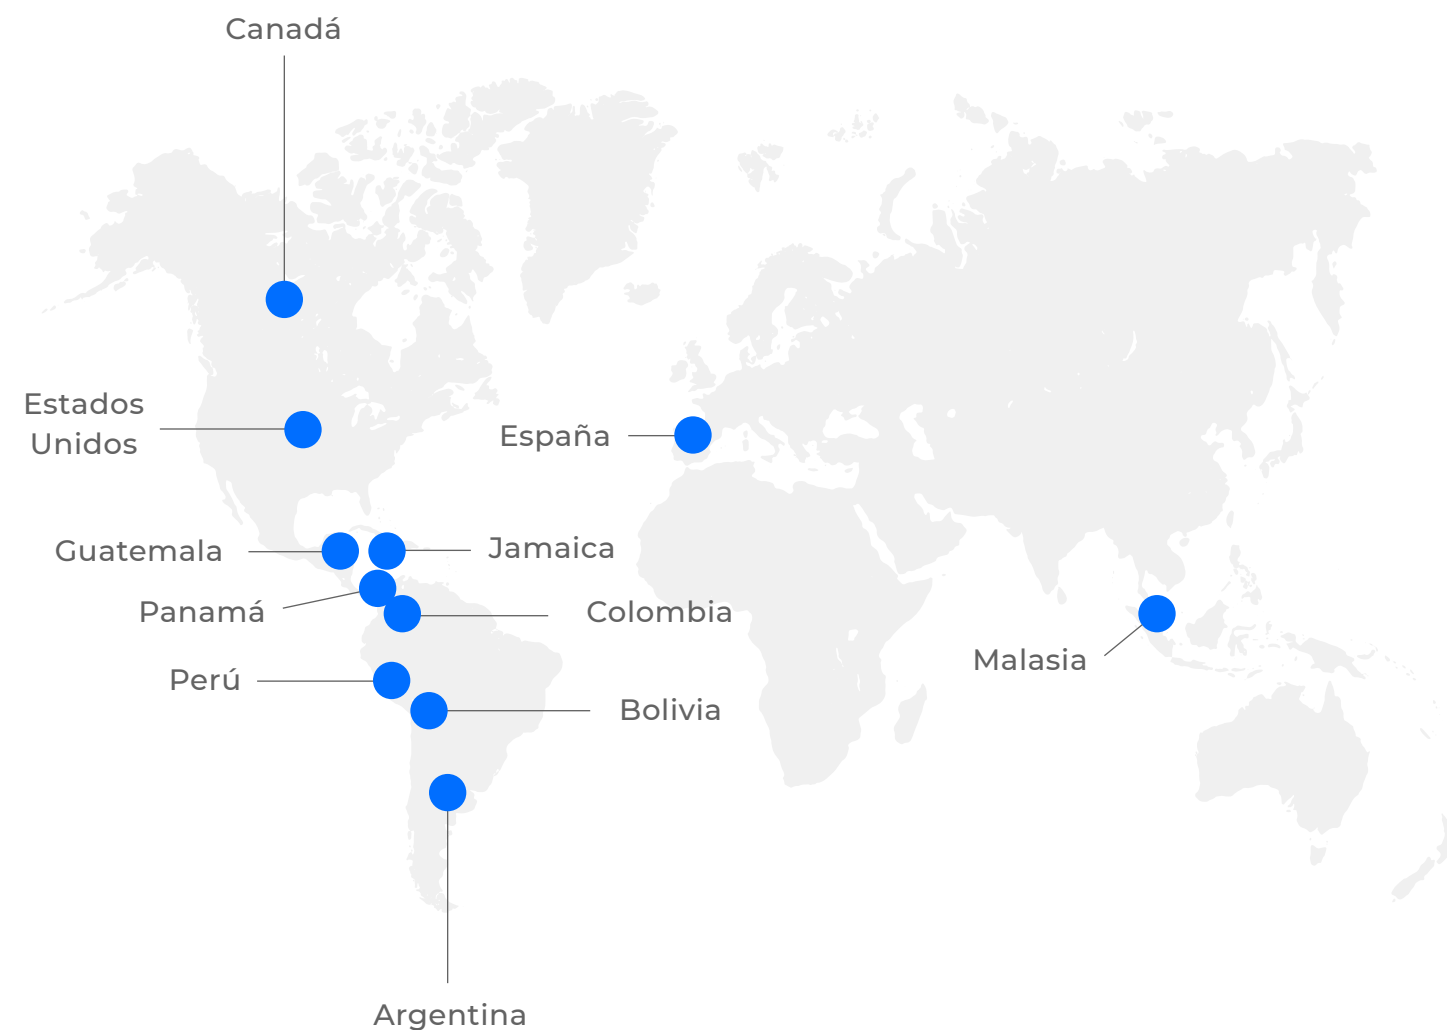 Canadá
Estados
Unidos
España
Guatemala
Jamaica
Panamá
Colombia
Malasia
Perú
Bolivia
Argentina